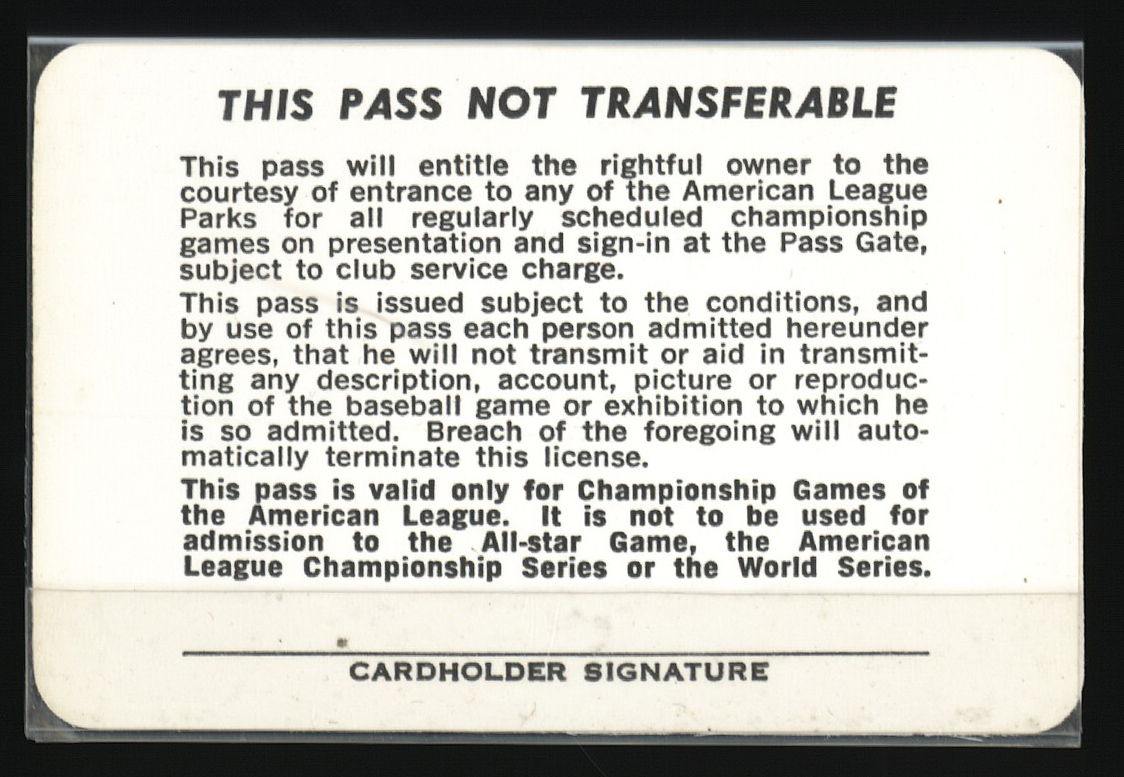 THIS PASS NOT TRANSFERABLE
This pass will entitle the rightful owner to the
courtesy of entrance to any of the American League
Parks for all regularly scheduled championship
games on presentation and sign-in at the Pass Gate,
subject to club service charge.
This pass is issued subject to the conditions, and
by use of this pass each person admitted hereunder
agrees, that he will not transmit or aid in transmit-
ting any description, account, picture or reproduc-
tion of the baseball game or exhibition to which he
is so admitted. Breach of the foregoing will auto-
matically terminate this license.
This pass is valid only for Championship Games of
the American League. It is not to be used for
admission to the All-star Game, the American
League Championship Series or the World Series.
CARDHOLDER SIGNATURE